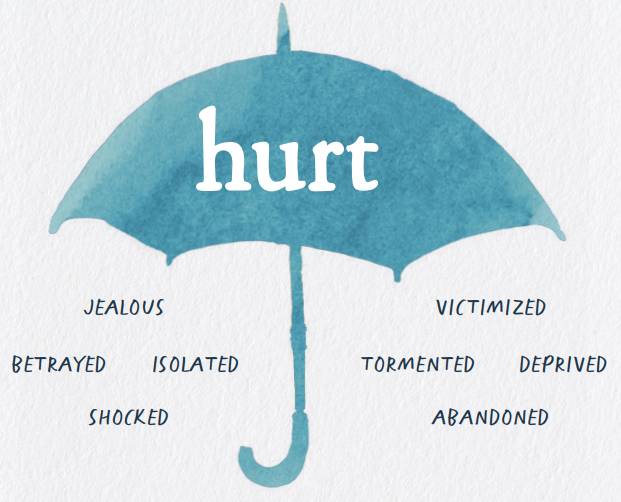 hurt
JEALOUS VICTIMIZED
BETRAYED ISOLATED TORMENTED DEPRIVED
SHOCKED ABANDONED